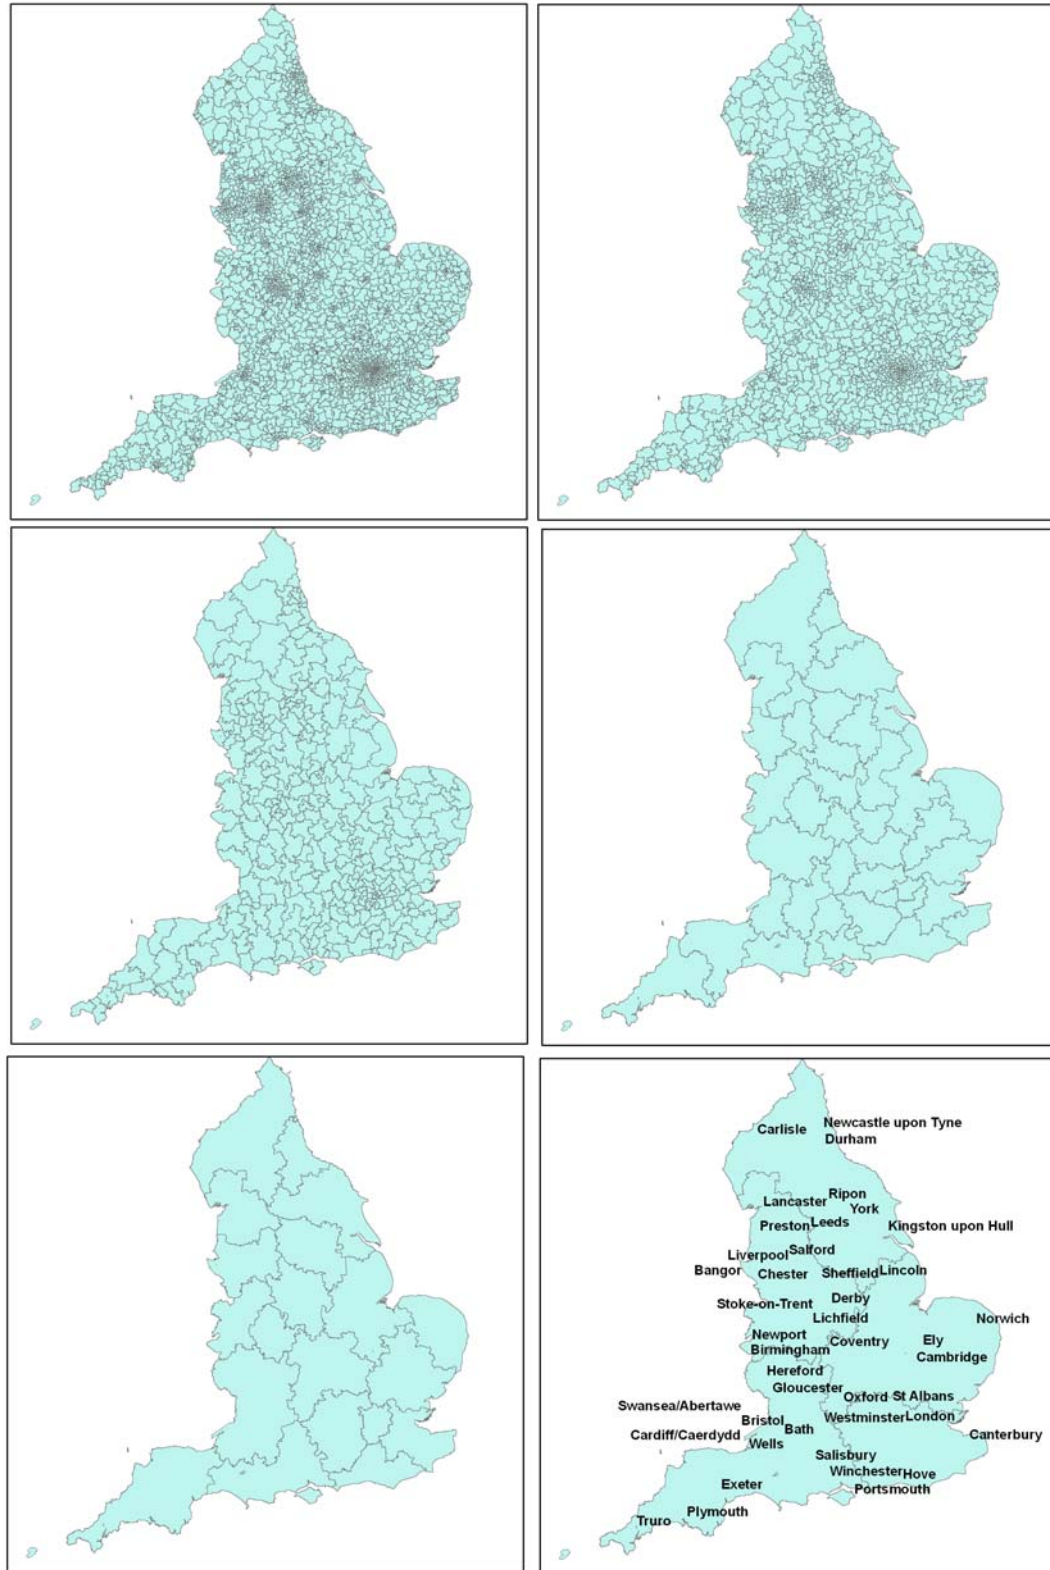 Newcastle upon Tyne
Carlisle
Durham
Ripon
Lancaster
York
Preston
Leeds
Kingston upon Hull
Salford
Liverpool
Bangor
Chester
Sheffield
Lincoln
Stoke-on-Trent
Derby
Lichfield
Norwich
Newport
Coventry
Ely
Birmingham
Cambridge
Hereford
Gloucester
Oxford
St Albans
Swansea/Abertawe
Bristol
Westminster
London
Bath
Cardiff/Caerdydd
Canterbury
Wells
Salisbury
Winchester
Hove
Exeter
Portsmouth
Plymouth
Truro